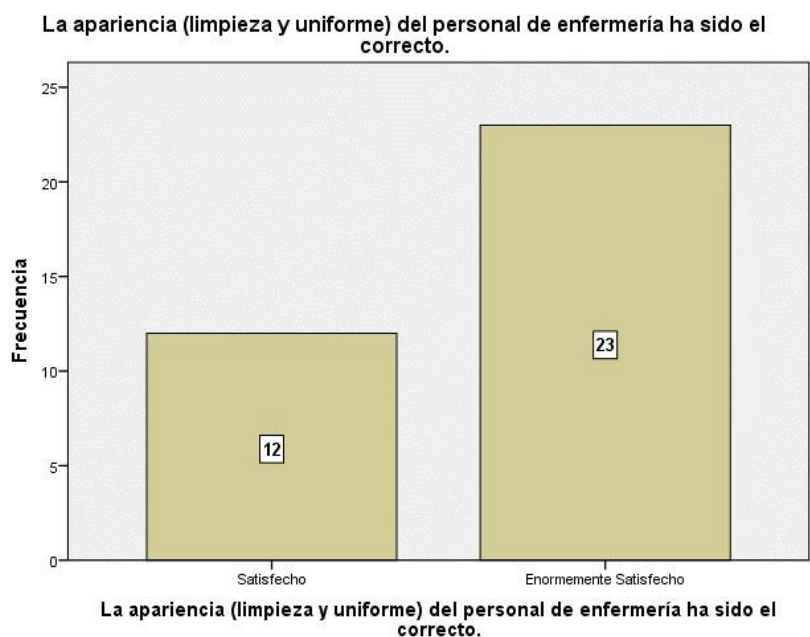 La apariencia (limpieza y uniforme) del personal de enfermería ha sido el
correcto.
Frecuencia
25
20
15
10
5
0
12
23
Satisfecho
Enormemente Satisfecho
La apariencia (limpieza y uniforme) del personal de enfermería ha sido el
correcto.